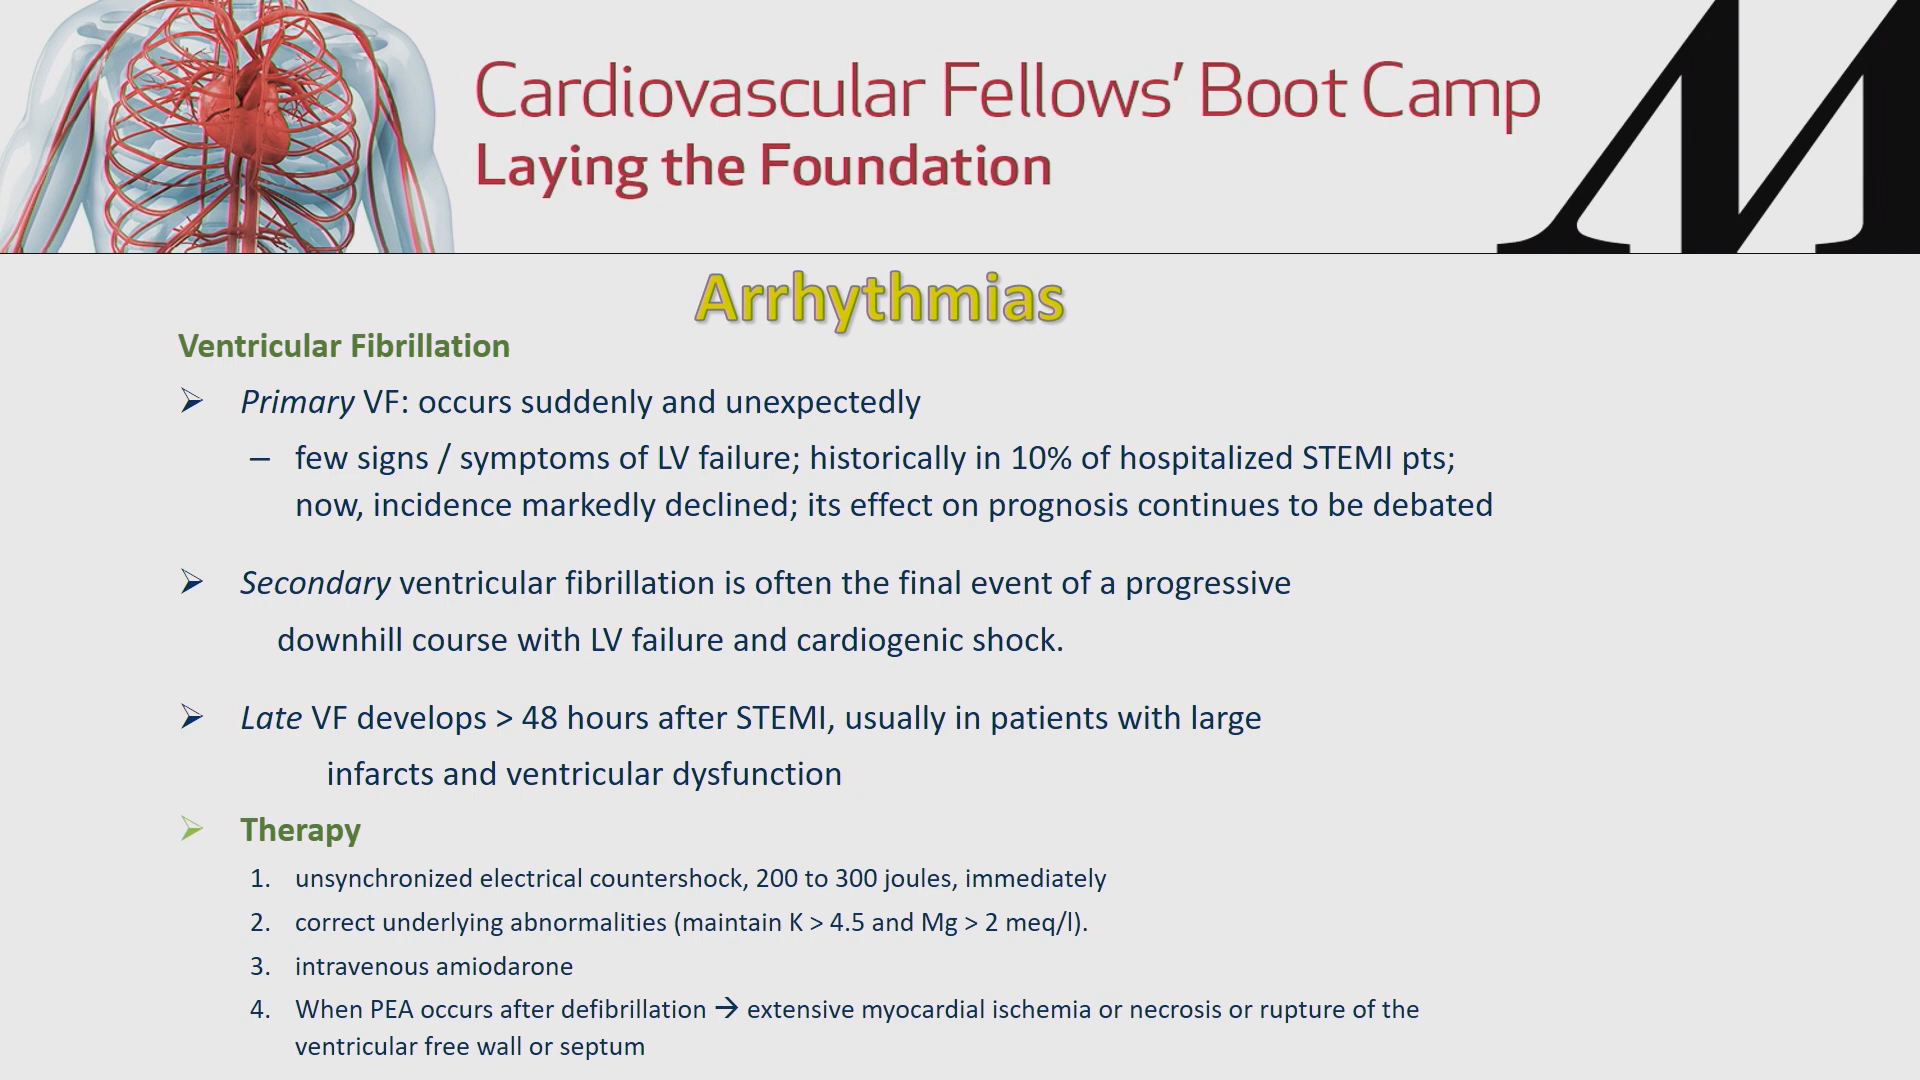 Cardiovascular Fellows’ Boot Camp
Laying the Foundation
M
Arrhythmias
Ventricular Fibrillation
➢ Primary VF: occurs suddenly and unexpectedly
– few signs / symptoms of LV failure; historically in 10% of hospitalized STEMI pts;
now, incidence markedly declined; its effect on prognosis continues to be debated
➢ Secondary ventricular fibrillation is often the final event of a progressive
downhill course with LV failure and cardiogenic shock.
➢ Late VF develops > 48 hours after STEMI, usually in patients with large
infarcts and ventricular dysfunction
➢ Therapy
1. unsynchronized electrical countershock, 200 to 300 joules, immediately
2. correct underlying abnormalities (maintain K > 4.5 and Mg > 2 meq/l).
3. intravenous amiodarone
4. When PEA occurs after defibrillation → extensive myocardial ischemia or necrosis or rupture of the
ventricular free wall or septum